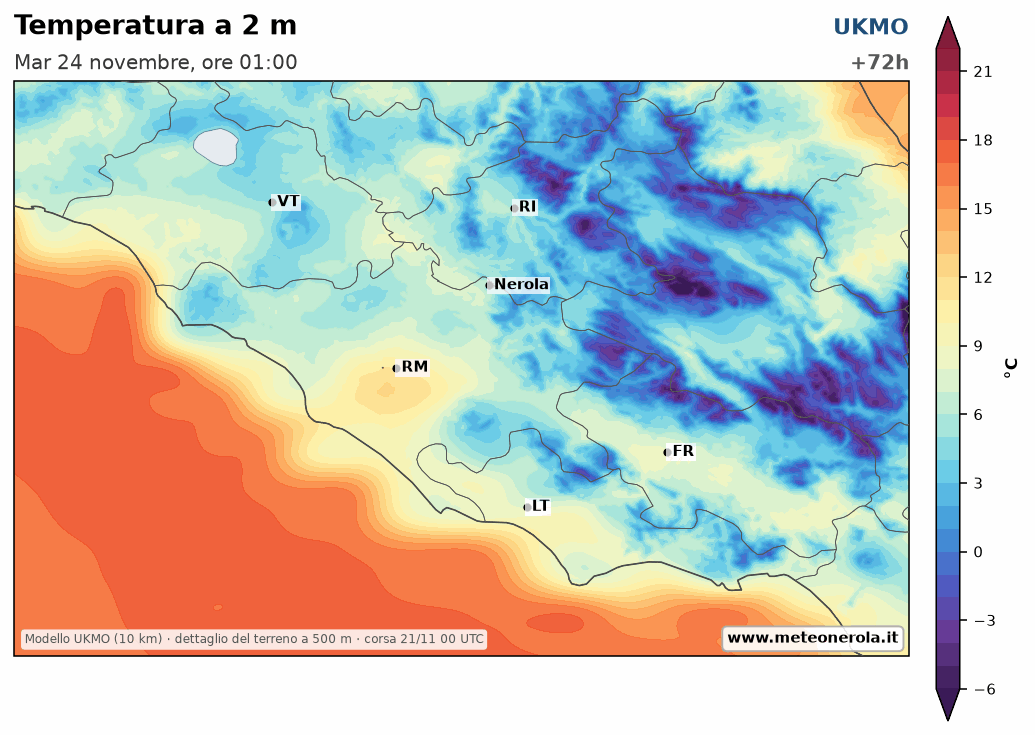 Temperatura a 2 m
UKMO
Mar 24 novembre, ore 01:00
+72h
VT
RI
Nerola
RM
FR
LT
Modello UKMO (10 km) · dettaglio del terreno a 500 m · corsa 21/11 00 UTC
www.meteonerola.it
21
18
15
12
9
6
3
0
−3
−6
°C